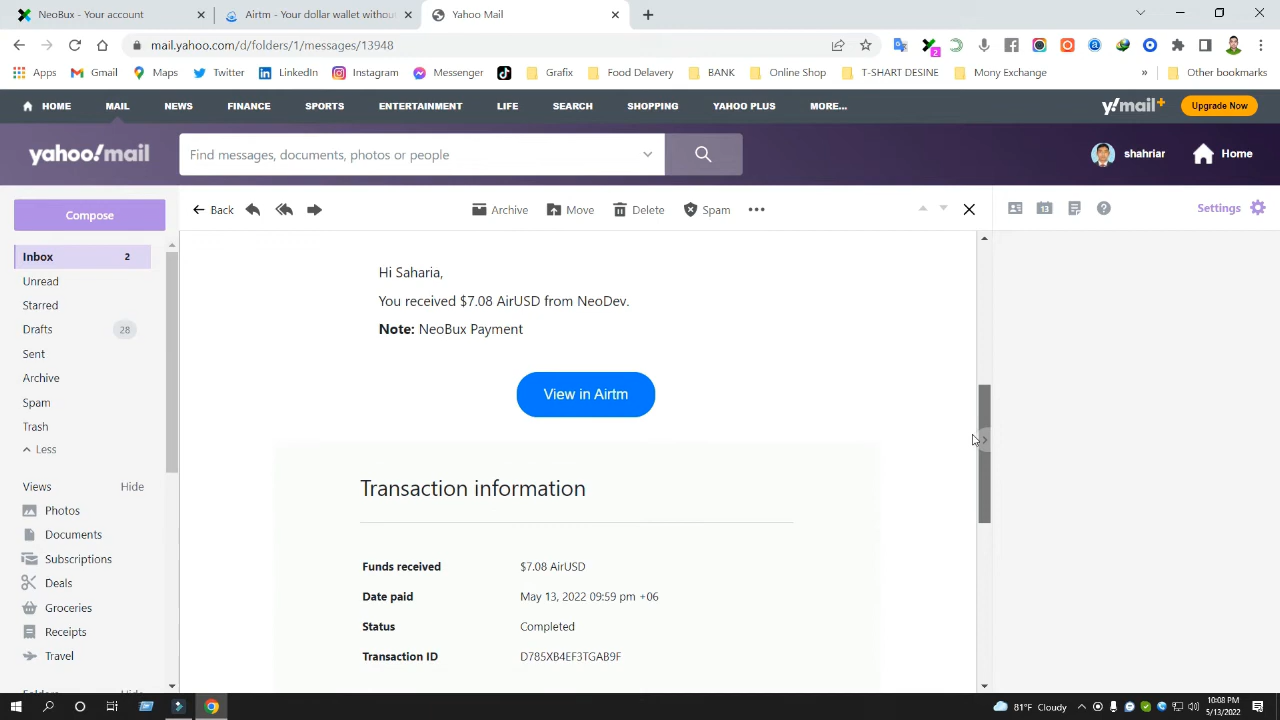 NeoBux - Your account
Airtm - Your dollar wallet withou
Yahoo Mail
mail.yahoo.com/d/folders/1/messages/13948
2
Apps
Gmail
Maps
Twitter
LinkedIn
Instagram
Messenger
Grafix
Food Delavery
BANK
Online Shop
T-SHART DESINE
Mony Exchange
»
Other bookmarks
HOME
MAIL
NEWS
FINANCE
SPORTS
ENTERTAINMENT
LIFE
SEARCH
SHOPPING
YAHOO PLUS
MORE...
y!mail+
Upgrade Now
yahoo!mail
Find messages, documents, photos or people
shahriar
Home
Compose
Back
Archive
Move
Delete
Spam
13
Settings
Inbox 2
Unread
Starred
Drafts 28
Sent
Archive
Spam
Trash
Less
Views Hide
Photos
Documents
Subscriptions
Deals
Groceries
Receipts
Travel
Hi Saharia,
You received $7.08 AirUSD from NeoDev.
Note: NeoBux Payment
View in Airtm
Transaction information
Funds received $7.08 AirUSD
Date paid May 13, 2022 09:59 pm +06
Status Completed
Transaction ID D785XB4EF3TGAB9F
81°F Cloudy
10:08 PM
5/13/2022